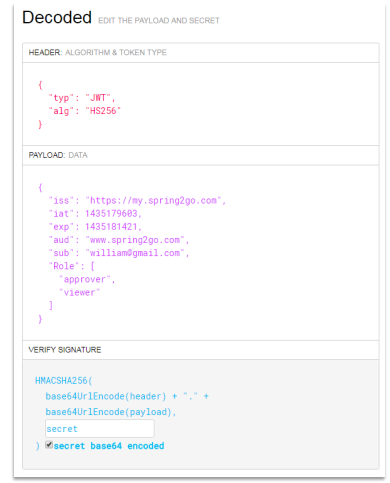 Decoded EDIT THE PAYLOAD AND SECRET
HEADER: ALGORITHM & TOKEN TYPE
{
"typ": "JWT",
"alg": "HS256"
}
PAYLOAD: DATA
{
"iss": "https://my.spring2go.com",
"iat": 1435179603,
"exp": 1435181421,
"aud": "www.spring2go.com",
"sub": "william@gmail.com",
"Role": [
"approver",
"viewer"
]
}
VERIFY SIGNATURE
HMACSHA256(
base64UrlEncode(header) + "." +
base64UrlEncode(payload),
secret
) secret base64 encoded